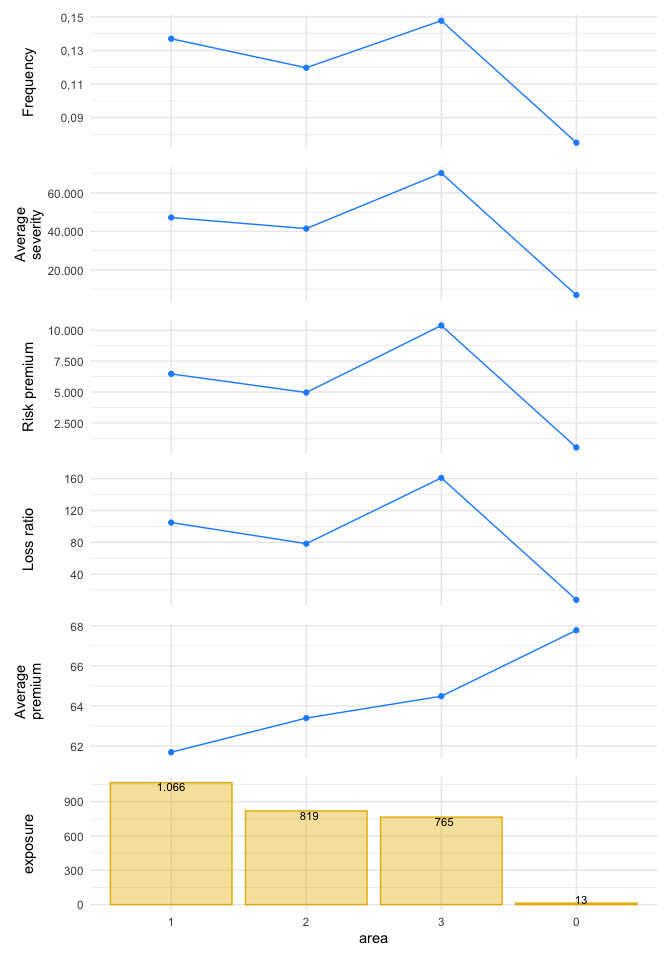 0,15
0,13
0,11
0,09
Frequency
60.000
40.000
20.000
Average
severity
10.000
7.500
5.000
2.500
Risk premium
160
120
80
40
Loss ratio
68
66
64
62
Average
premium
900
600
300
0
exposure
1.066
819
765
13
1 2 3 0
area